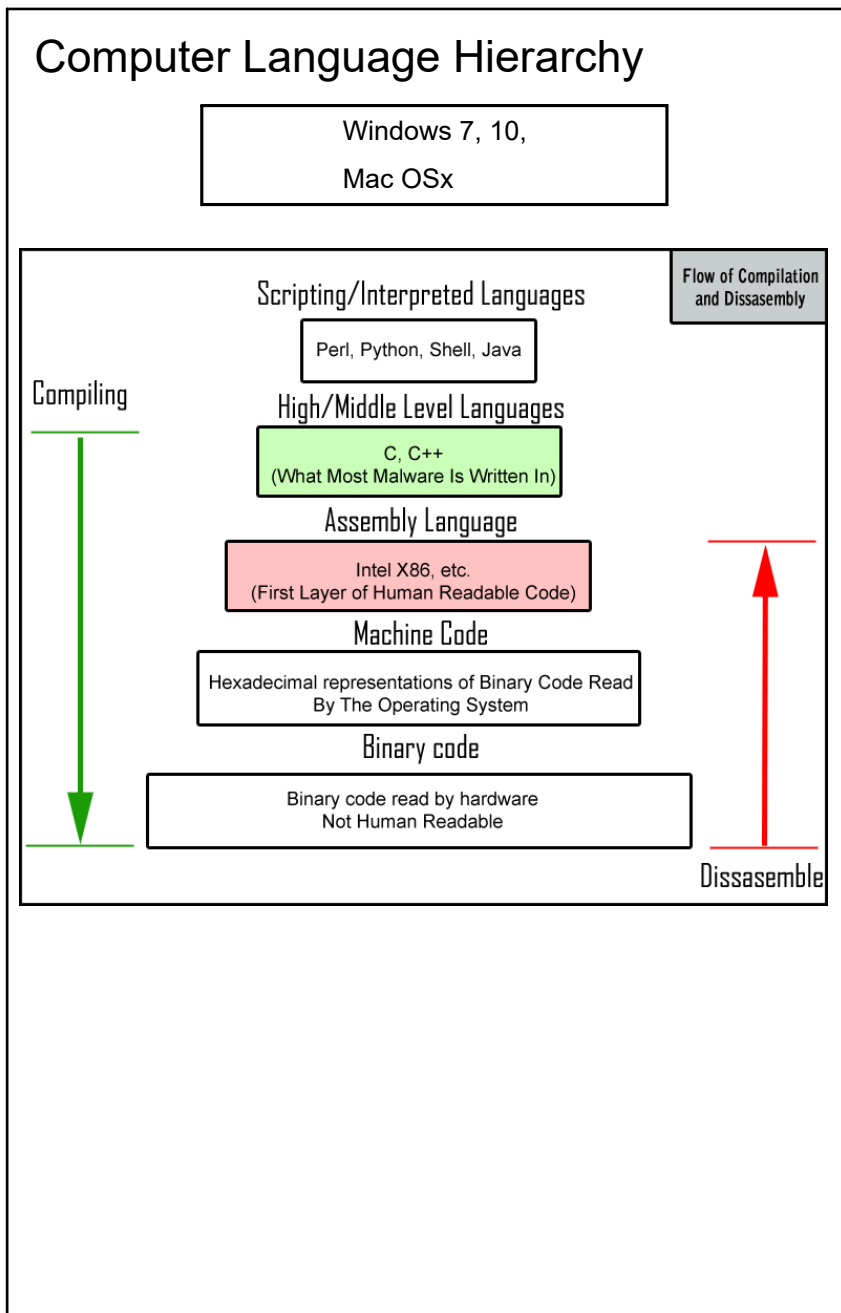 Computer Language Hierarchy
Windows 7, 10,
Mac OSx
Flow of Compilation
and Dissasembly
Scripting/Interpreted Languages
Perl, Python, Shell, Java
Compiling
High/Middle Level Languages
C, C++
(What Most Malware Is Written In)
Assembly Language
Intel X86, etc.
(First Layer of Human Readable Code)
Machine Code
Hexadecimal representations of Binary Code Read
By The Operating System
Binary code
Binary code read by hardware
Not Human Readable
Dissasemble